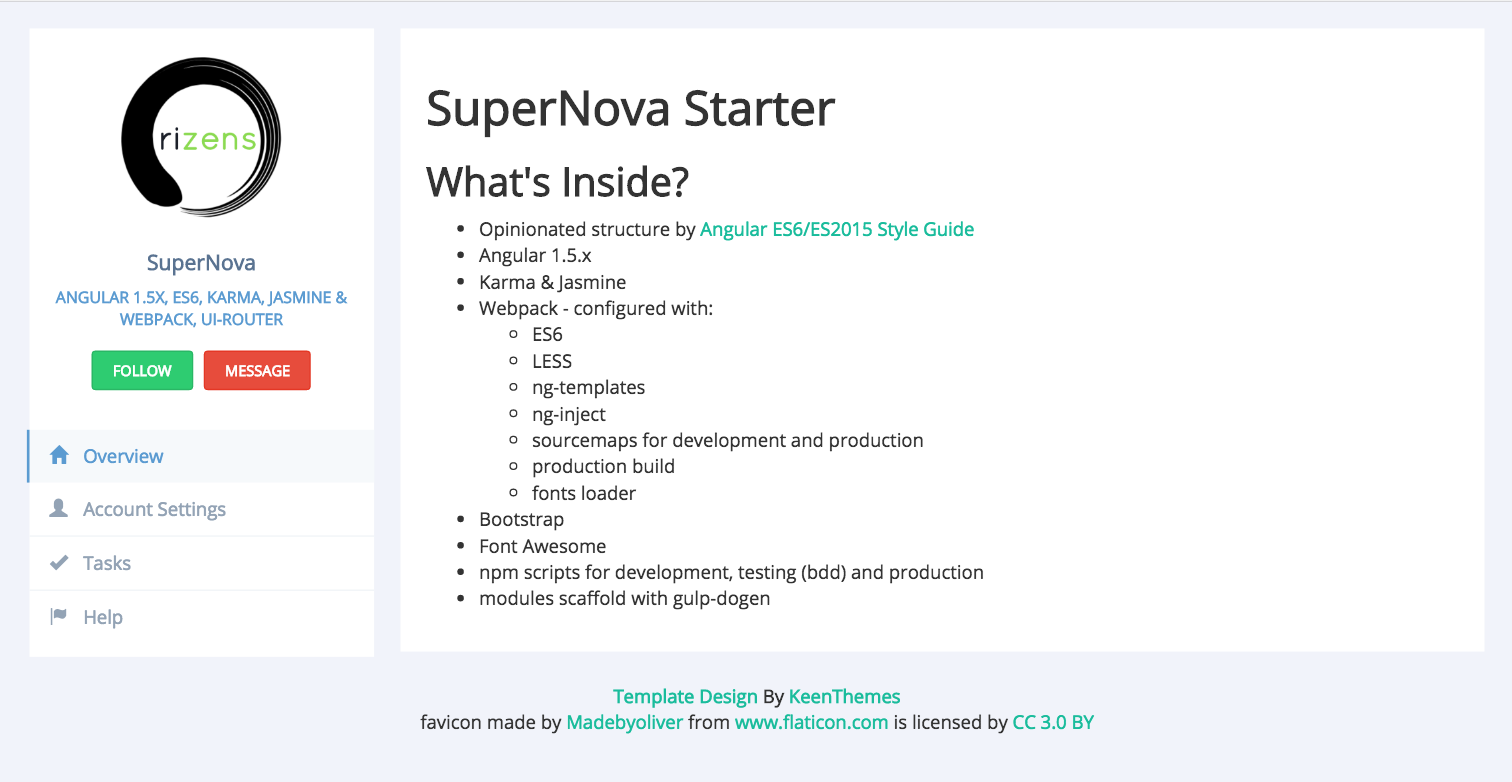 rizens
SuperNova
ANGULAR 1.5X, ES6, KARMA, JASMINE &
WEBPACK, UI-ROUTER
FOLLOW MESSAGE
Overview
Account Settings
Tasks
Help
SuperNova Starter
What's Inside?
Opinionated structure by Angular ES6/ES2015 Style Guide
Angular 1.5.x
Karma & Jasmine
Webpack - configured with:
ES6
LESS
ng-templates
ng-inject
sourcemaps for development and production
production build
fonts loader
Bootstrap
Font Awesome
npm scripts for development, testing (bdd) and production
modules scaffold with gulp-dogen
Template Design By KeenThemes
favicon made by Madebyoliver from www.flaticon.com is licensed by CC 3.0 BY